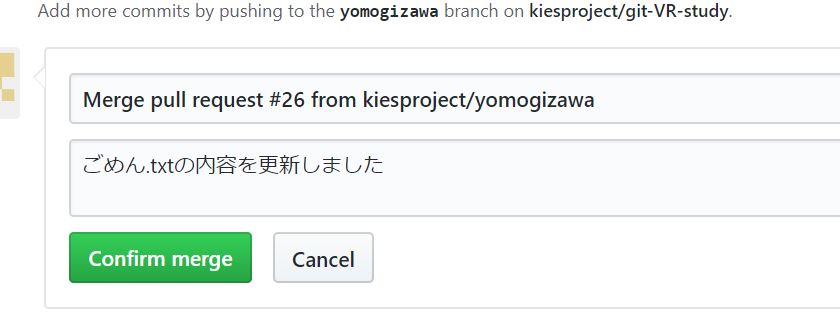 Add more commits by pushing to the yomogizawa branch on kiesproject/git-VR-study.
Merge pull request #26 from kiesproject/yomogizawa
ごめん.txtの内容を更新しました
Confirm merge
Cancel